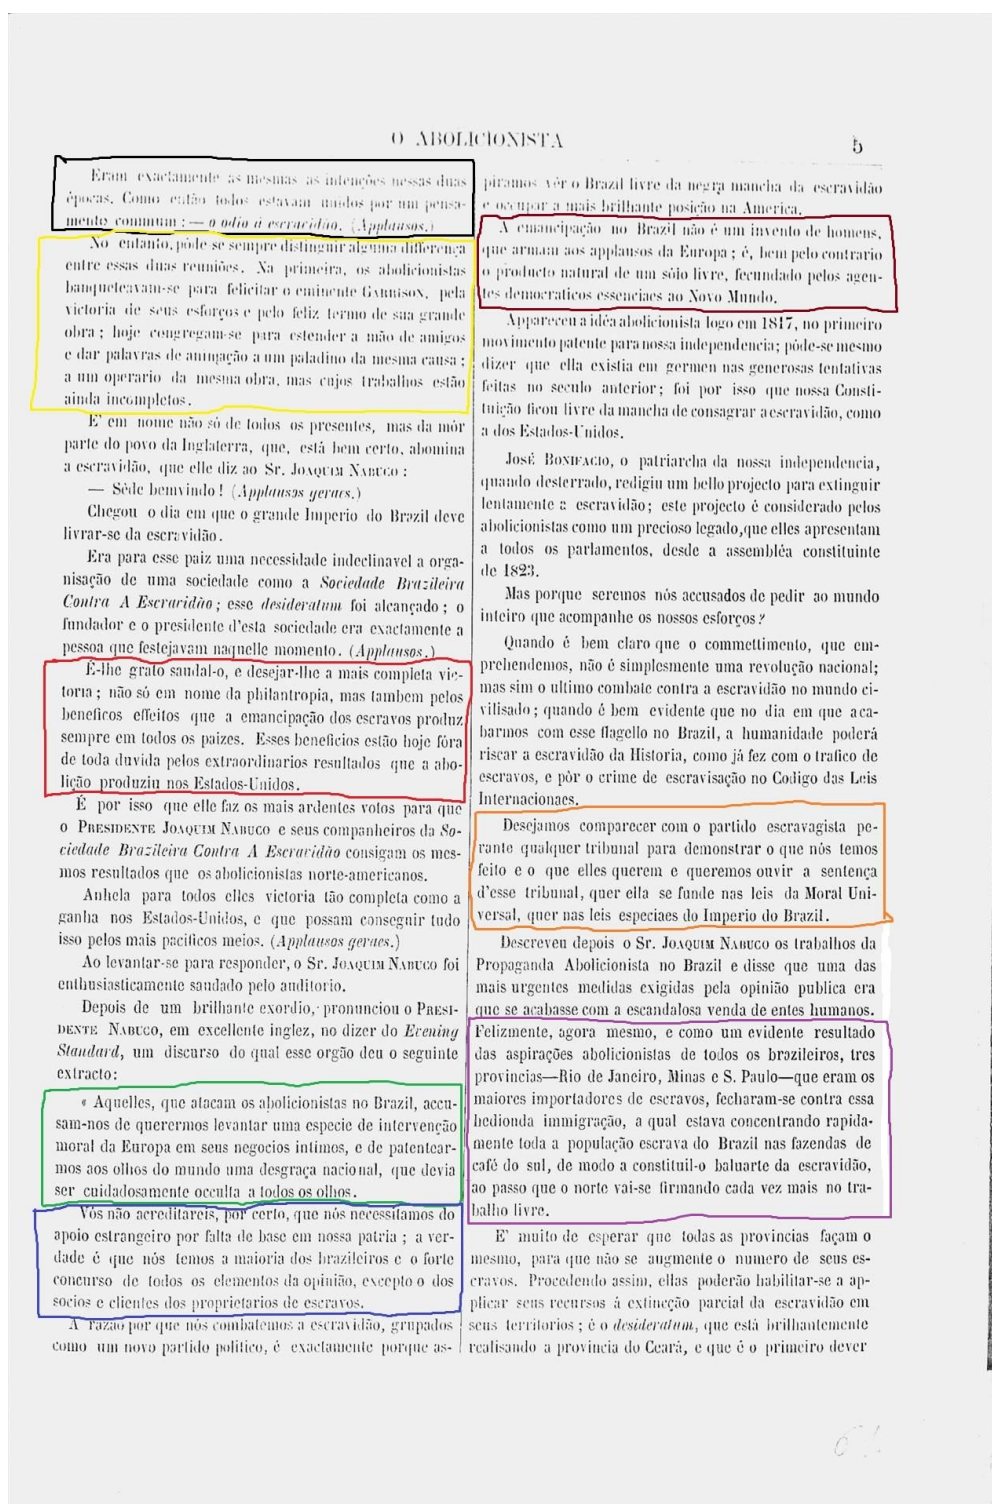 O ABOLICIONISTA
5
Eram exactamente as mesmas as intenções nessas duas
épocas. Como então todos estavam unidos por um pensa-
mento commum: — o odio á escravidão. (Applausos.)
No entanto, póde se sempre distinguir alguma differença
entre essas duas reuniões. Na primeira, os abolicionistas
banqueteavam-se para felicitar o eminente GARRISON, pela
victoria de seus esforços e pelo feliz termo de sua grande
obra; hoje congregam-se para estender a mão de amigos
e dar palavras de animação a um paladino da mesma causa;
a um operario da mesma obra, mas cujos trabalhos estão
ainda incompletos.
E' em nome não só de todos os presentes, mas da mór
parte do povo da Inglaterra, que, está bem certo, abomina
a escravidão, que elle diz ao Sr. JOAQUIM NABUCO:
— Sêde bemvindo! (Applausos geraes.)
Chegou o dia em que o grande Imperio do Brazil deve
livrar-se da escravidão.
Era para esse paiz uma necessidade indeclinavel a orga-
nisação de uma sociedade como a Sociedade Brazileira
Contra A Escravidão; esse desideratum foi alcançado; o
fundador e o presidente d'esta sociedade era exactamente a
pessoa que festejavam naquelle momento. (Applausos.)
É-lhe grato saudal-o, e desejar-lhe a mais completa vic-
toria; não só em nome da philantropia, mas tambem pelos
beneficos effeitos que a emancipação dos escravos produz
sempre em todos os paizes. Esses beneficios estão hoje fóra
de toda duvida pelos extraordinarios resultados que a abo-
lição produziu nos Estados-Unidos.
É por isso que elle faz os mais ardentes votos para que
o PRESIDENTE JOAQUIM NABUCO e seus companheiros da So-
ciedade Brazileira Contra A Escravidão consigam os mes-
mos resultados que os abolicionistas norte-americanos.
Anhela para todos elles victoria tão completa como a
ganha nos Estados-Unidos, e que possam conseguir tudo
isso pelos mais pacificos meios. (Applausos geraes.)
Ao levantar-se para responder, o Sr. JOAQUIM NABUCO foi
enthusiasticamente saudado pelo auditorio.
Depois de um brilhante exordio, pronunciou o PRESI-
DENTE NABUCO, em excellente inglez, no dizer do Evening
Standard, um discurso do qual esse orgão deu o seguinte
extracto:
« Aquelles, que atacam os abolicionistas no Brazil, accu-
sam-nos de querermos levantar uma especie de intervenção
moral da Europa em seus negocios intimos, e de patentear-
mos aos olhos do mundo uma desgraça nacional, que devia
ser cuidadosamente occulta a todos os olhos.
Vós não acreditareis, por certo, que nós necessitamos do
apoio estrangeiro por falta de base em nossa patria; a ver-
dade é que nós temos a maioria dos brazileiros e o forte
concurso de todos os elementos da opinião, excepto o dos
socios e clientes dos proprietarios de escravos.
A razão por que nós combatemos a escravidão, grupados
como um novo partido politico, é exactamente porque as-
piramos vêr o Brazil livre da negra mancha da escravidão
e occupar a mais brilhante posição na America.
A emancipação no Brazil não é um invento de homens,
que armam aos applausos da Europa; é, bem pelo contrario
o producto natural de um sólo livre, fecundado pelos agen-
tes democraticos essenciaes ao Novo Mundo.
Appareceu a idéa abolicionista logo em 1817, no primeiro
movimento patente para nossa independencia; póde-se mesmo
dizer que ella existia em germen nas generosas tentativas
feitas no seculo anterior; foi por isso que nossa Consti-
tuição ficou livre da mancha de consagrar a escravidão, como
a dos Estados-Unidos.
JOSÉ BONIFACIO, o patriarcha da nossa independencia,
quando desterrado, redigiu um bello projecto para extinguir
lentamente a escravidão; este projecto é considerado pelos
abolicionistas como um precioso legado, que elles apresentam
a todos os parlamentos, desde a assembléa constituinte
de 1823.
Mas porque seremos nós accusados de pedir ao mundo
inteiro que acompanhe os nossos esforços?
Quando é bem claro que o commettimento, que em-
prehendemos, não é simplesmente uma revolução nacional;
mas sim o ultimo combate contra a escravidão no mundo ci-
vilisado; quando é bem evidente que no dia em que aca-
barmos com esse flagello no Brazil, a humanidade poderá
riscar a escravidão da Historia, como já fez com o trafico de
escravos, e pôr o crime de escravisação no Codigo das Leis
Internacionaes.
Desejamos comparecer com o partido escravagista pe-
rante qualquer tribunal para demonstrar o que nós temos
feito e o que elles querem e queremos ouvir a sentença
d'esse tribunal, quer ella se funde nas leis da Moral Uni-
versal, quer nas leis especiaes do Imperio do Brazil.
Descreveu depois o Sr. JOAQUIM NABUCO os trabalhos da
Propaganda Abolicionista no Brazil e disse que uma das
mais urgentes medidas exigidas pela opinião publica era
que se acabasse com a escandalosa venda de entes humanos.
Felizmente, agora mesmo, e como um evidente resultado
das aspirações abolicionistas de todos os brazileiros, tres
provincias—Rio de Janeiro, Minas e S. Paulo—que eram os
maiores importadores de escravos, fecharam-se contra essa
hedionda immigração, a qual estava concentrando rapida-
mente toda a população escrava do Brazil nas fazendas de
café do sul, de modo a constituil-o baluarte da escravidão,
ao passo que o norte vai-se firmando cada vez mais no tra-
balho livre.
E' muito de esperar que todas as provincias façam o
mesmo, para que não se augmente o numero de seus es-
cravos. Procedendo assim, ellas poderão habilitar-se a ap-
plicar seus recursos á extincção parcial da escravidão em
seus territorios; é o desideratum, que está brilhantemente
realisando a provincia do Ceará, e que é o primeiro dever